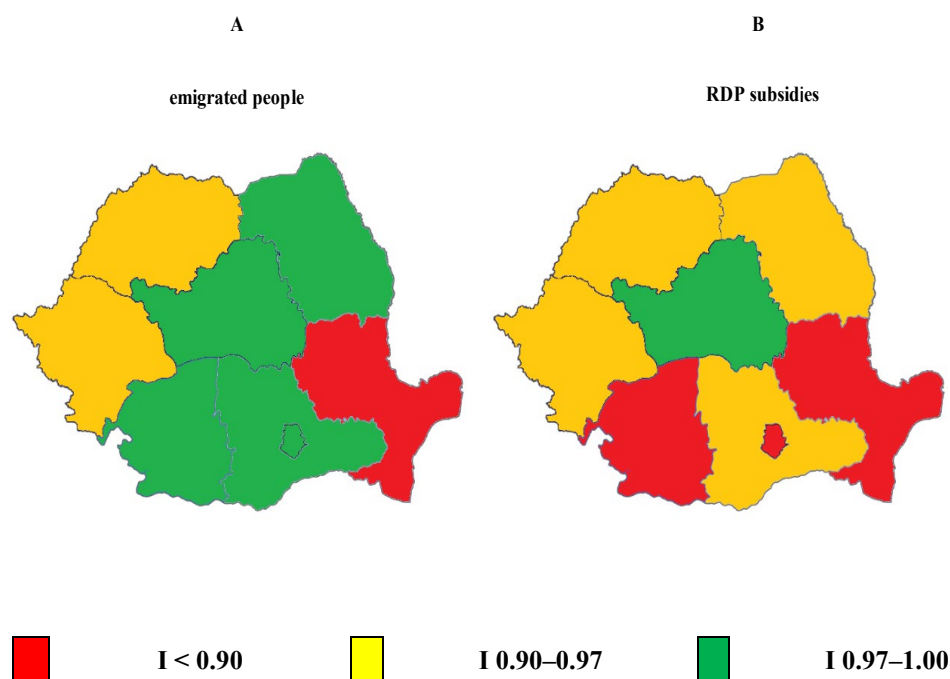 A B
emigrated people RDP subsidies
I < 0.90 I 0.90–0.97 I 0.97–1.00